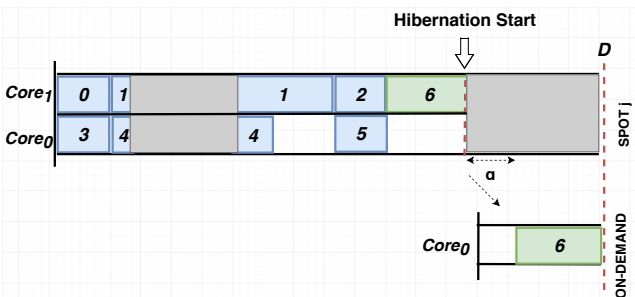 Hibernation Start
D
Core1 0 1 1 2 6
Core0 3 4 4 5
SPOT j
α
Core0 6
ON-DEMAND